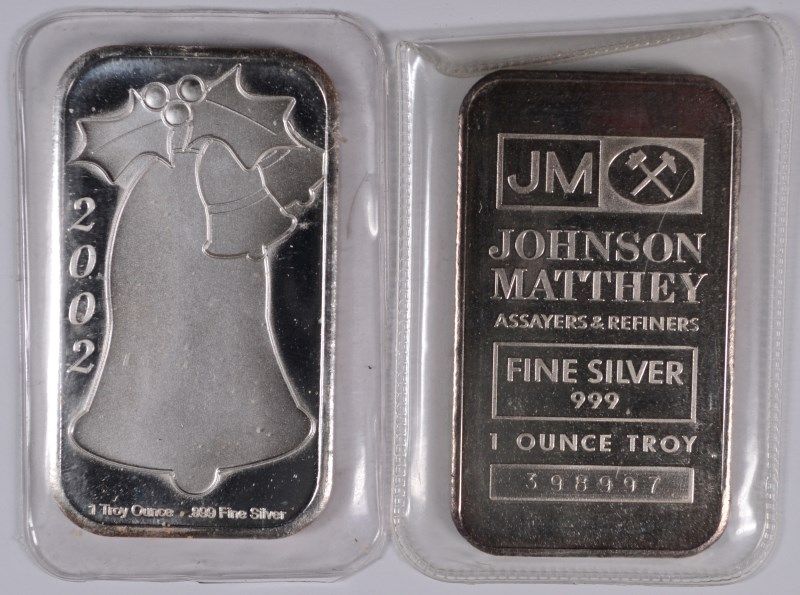 2002
1 Troy Ounce .999 Fine Silver
JM
JOHNSON
MATTHEY
ASSAYERS & REFINERS
FINE SILVER
999
1 OUNCE TROY
398997